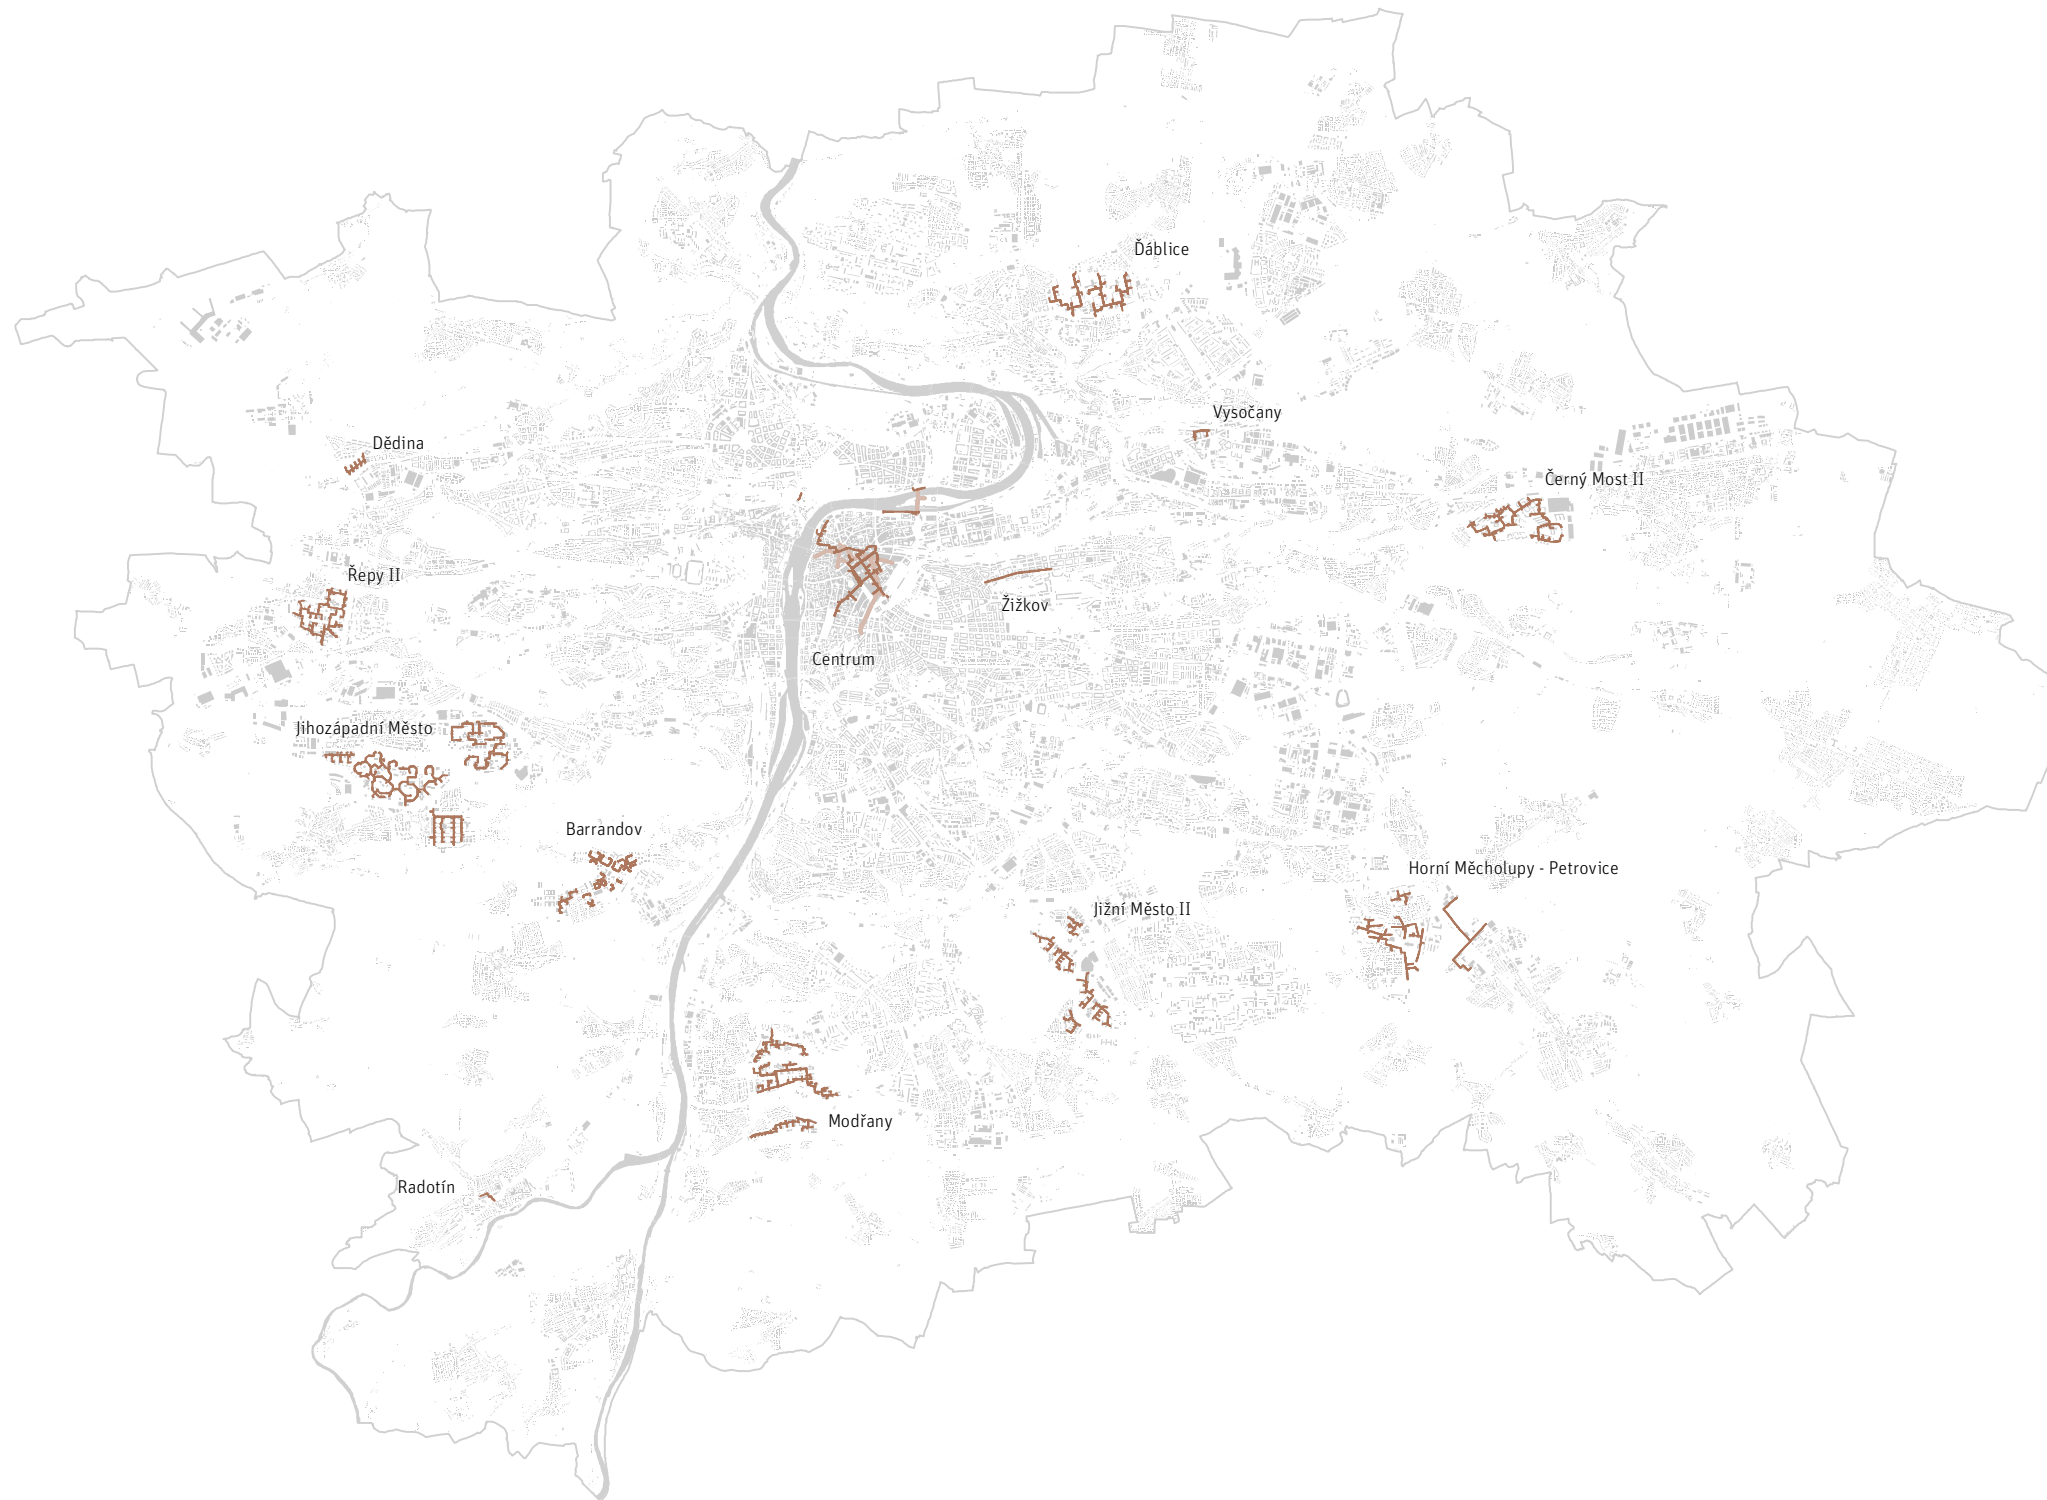 Ďáblice
Vysočany
Dědina
Černý Most II
Řepy II
Žižkov
Centrum
Jihozápadní Město
Barrandov
Horní Měcholupy - Petrovice
Jižní Město II
Modřany
Radotín